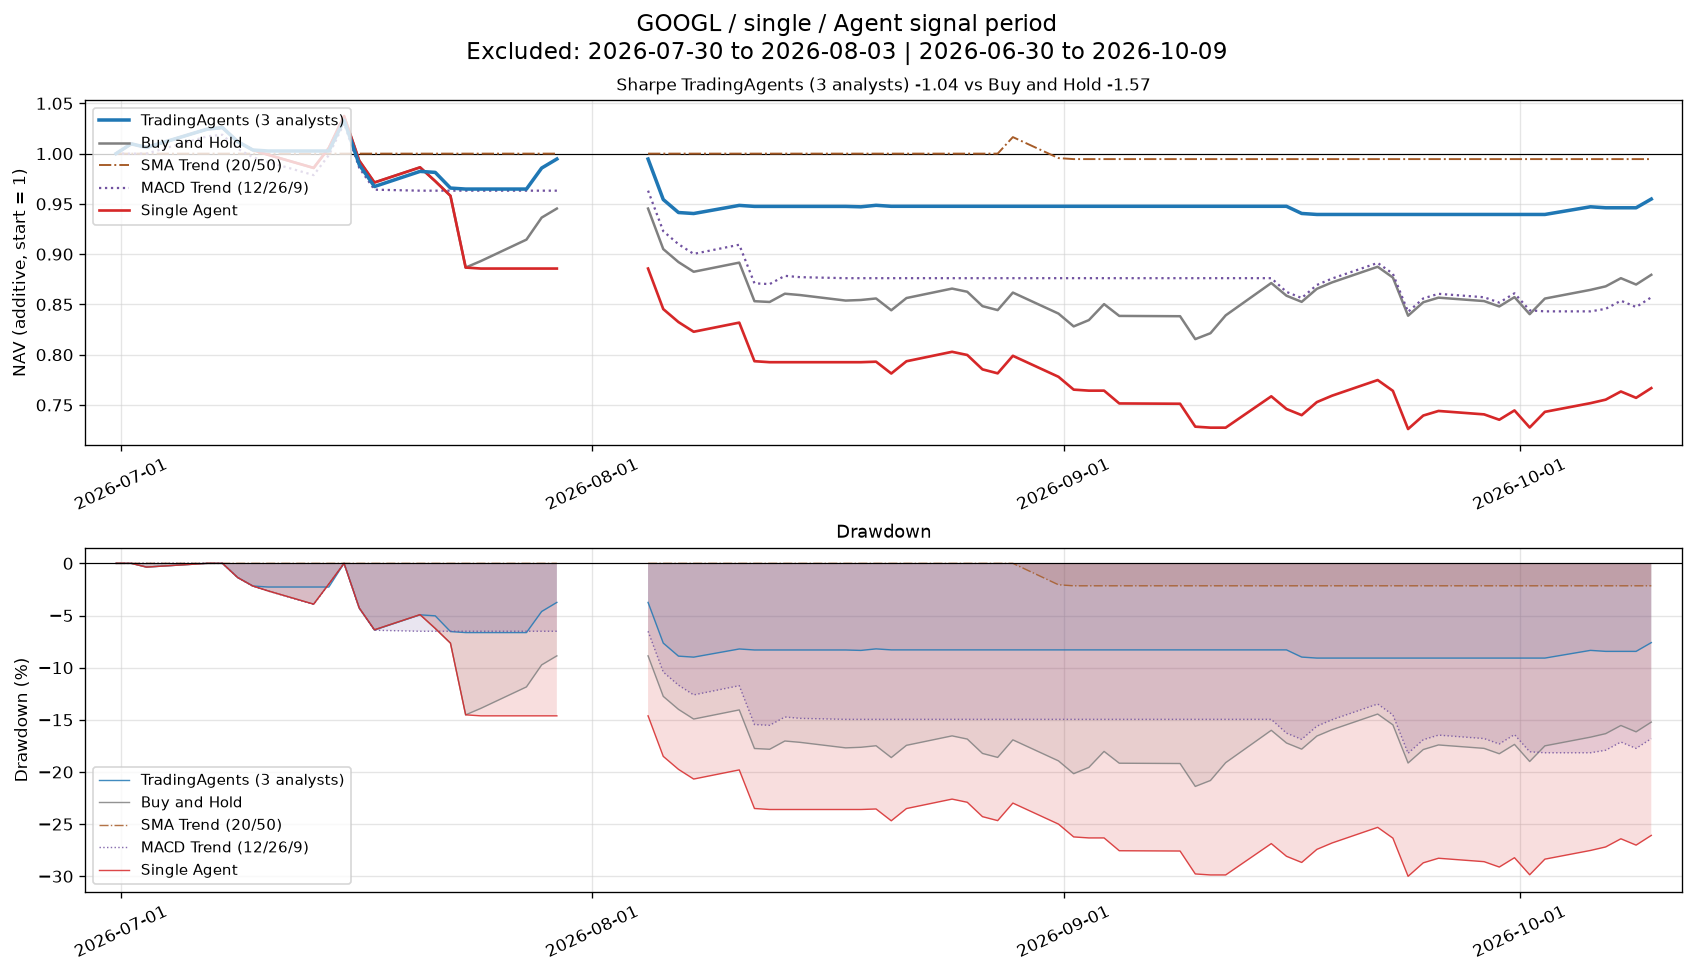 GOOGL / single / Agent signal period
Excluded: 2026-07-30 to 2026-08-03 | 2026-06-30 to 2026-10-09
Sharpe TradingAgents (3 analysts) -1.04 vs Buy and Hold -1.57
NAV (additive, start = 1)
1.05
1.00
0.95
0.90
0.85
0.80
0.75
TradingAgents (3 analysts)
Buy and Hold
SMA Trend (20/50)
MACD Trend (12/26/9)
Single Agent
2026-07-01
2026-08-01
2026-09-01
2026-10-01
Drawdown
Drawdown (%)
0
−5
−10
−15
−20
−25
−30
TradingAgents (3 analysts)
Buy and Hold
SMA Trend (20/50)
MACD Trend (12/26/9)
Single Agent
2026-07-01
2026-08-01
2026-09-01
2026-10-01